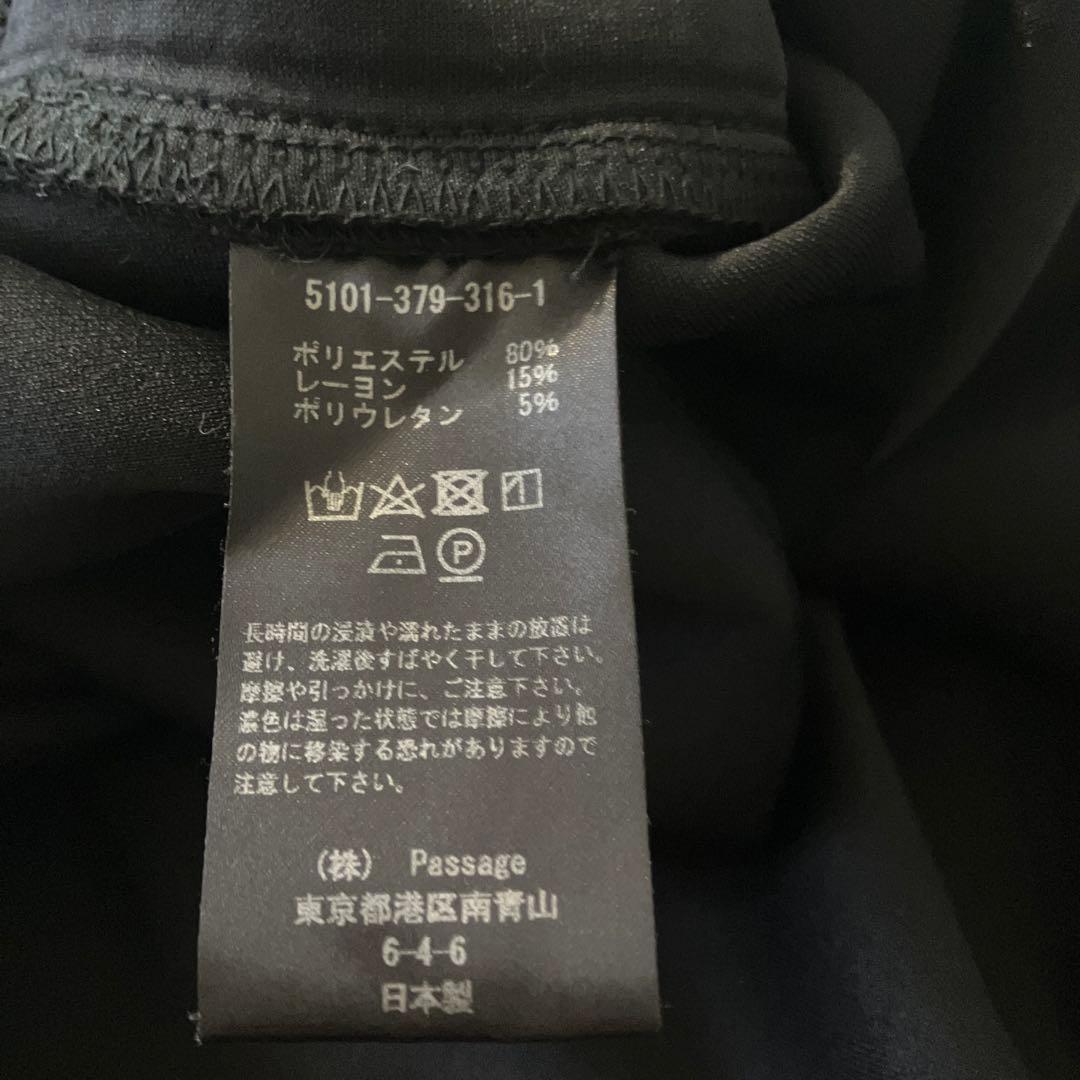 5101-379-316-1
ポリエステル 80%
レーヨン 15%
ポリウレタン 5%
P
長時間の浸漬や濡れたままの放置は
避け、洗濯後すばやく干して下さい。
摩擦や引っかけに、ご注意下さい。
濃色は湿った状態では摩擦により他
の物に移染する恐れがありますので
注意して下さい。
(株) Passage
東京都港区南青山
6-4-6
日本製